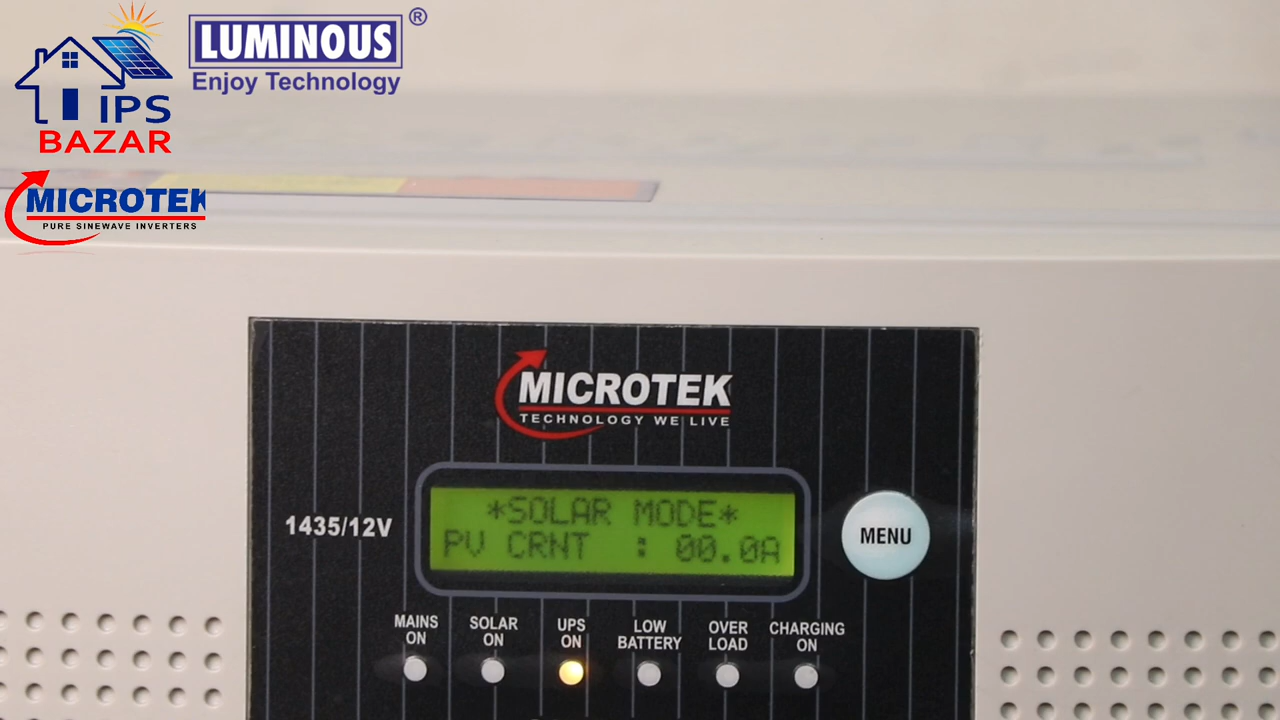 LUMINOUS®
Enjoy Technology
IPS
BAZAR
MICROTEK
PURE SINEWAVE INVERTERS
MICROTEK
TECHNOLOGY WE LIVE
1435/12V
*SOLAR MODE*
PV CRNT : 00.0A
MENU
MAINS ON
SOLAR ON
UPS ON
LOW BATTERY
OVER LOAD
CHARGING ON